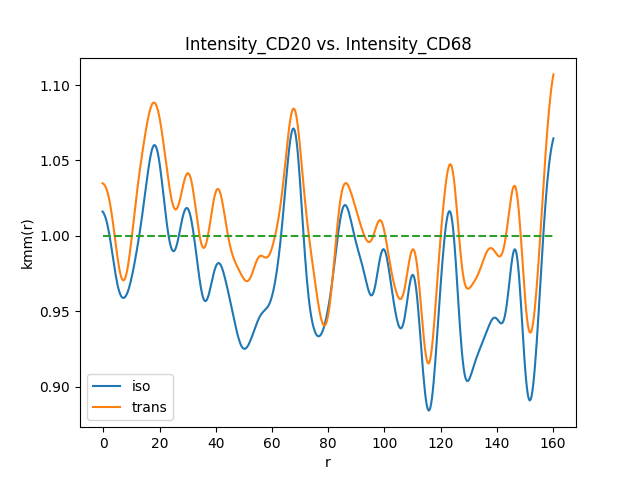 Intensity_CD20 vs. Intensity_CD68
kmm(r)
1.10
1.05
1.00
0.95
0.90
iso
trans
0 20 40 60 80 100 120 140 160
r